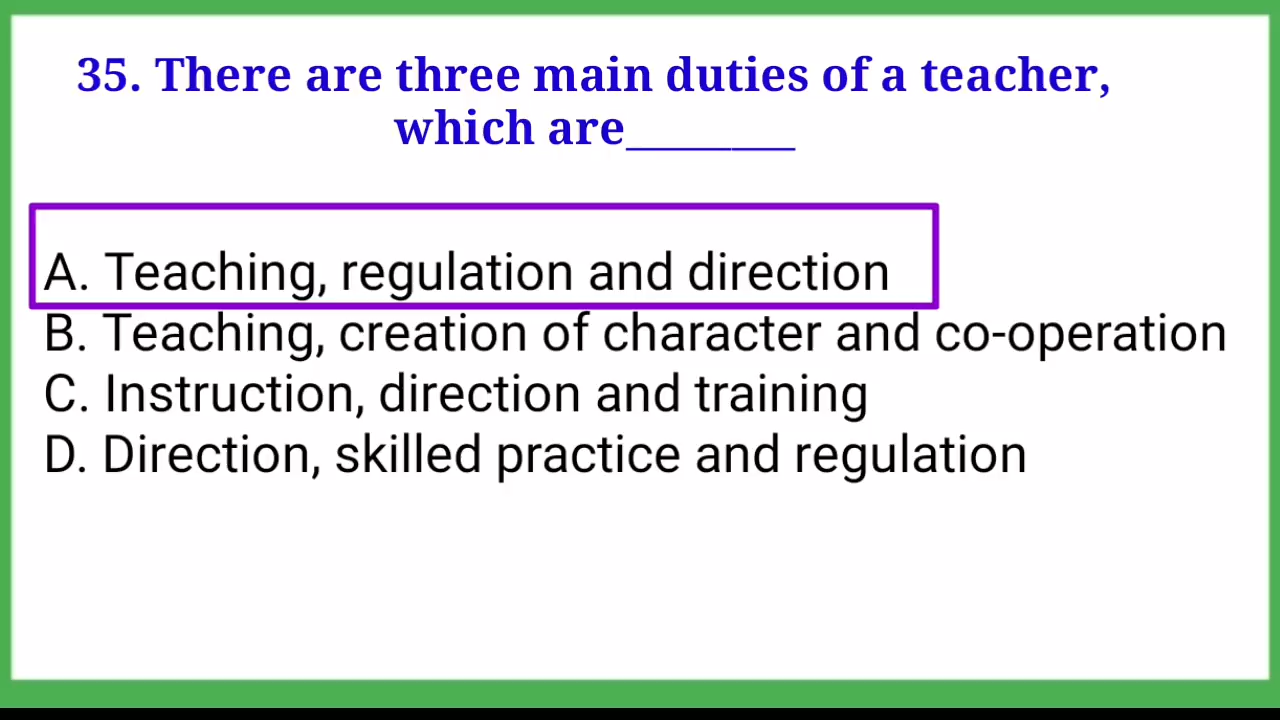 35. There are three main duties of a teacher,
which are_______
A. Teaching, regulation and direction
B. Teaching, creation of character and co-operation
C. Instruction, direction and training
D. Direction, skilled practice and regulation